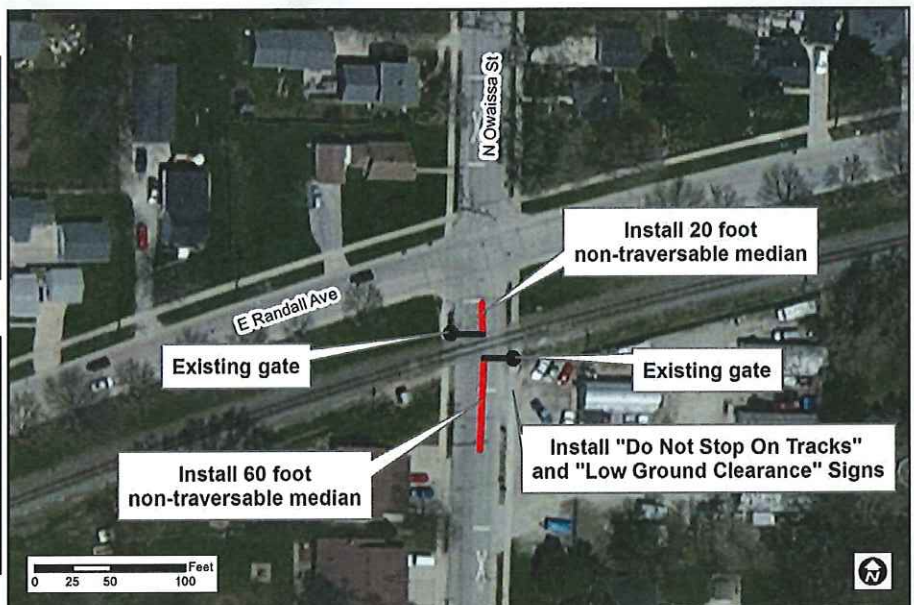 N Owaissa St
Install 20 foot
non-traversable median
E Randall Ave
Existing gate
Existing gate
Install 60 foot
non-traversable median
Install "Do Not Stop On Tracks"
and "Low Ground Clearance" Signs
Feet
0 25 50 100
N